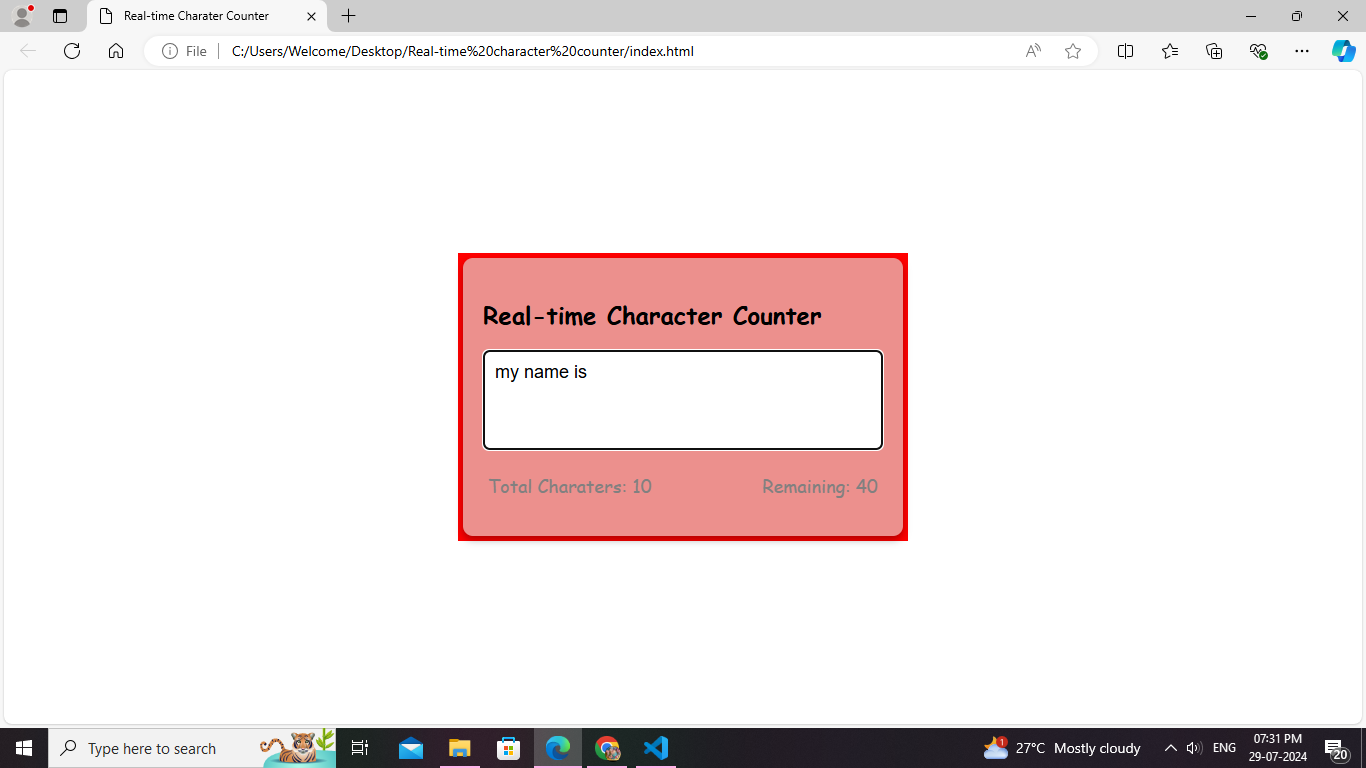 Real-time Charater Counter
File
C:/Users/Welcome/Desktop/Real-time%20character%20counter/index.html
Real-time Character Counter
my name is
Total Charaters: 10 Remaining: 40
Type here to search
1
27°C Mostly cloudy
ENG
07:31 PM
29-07-2024
20